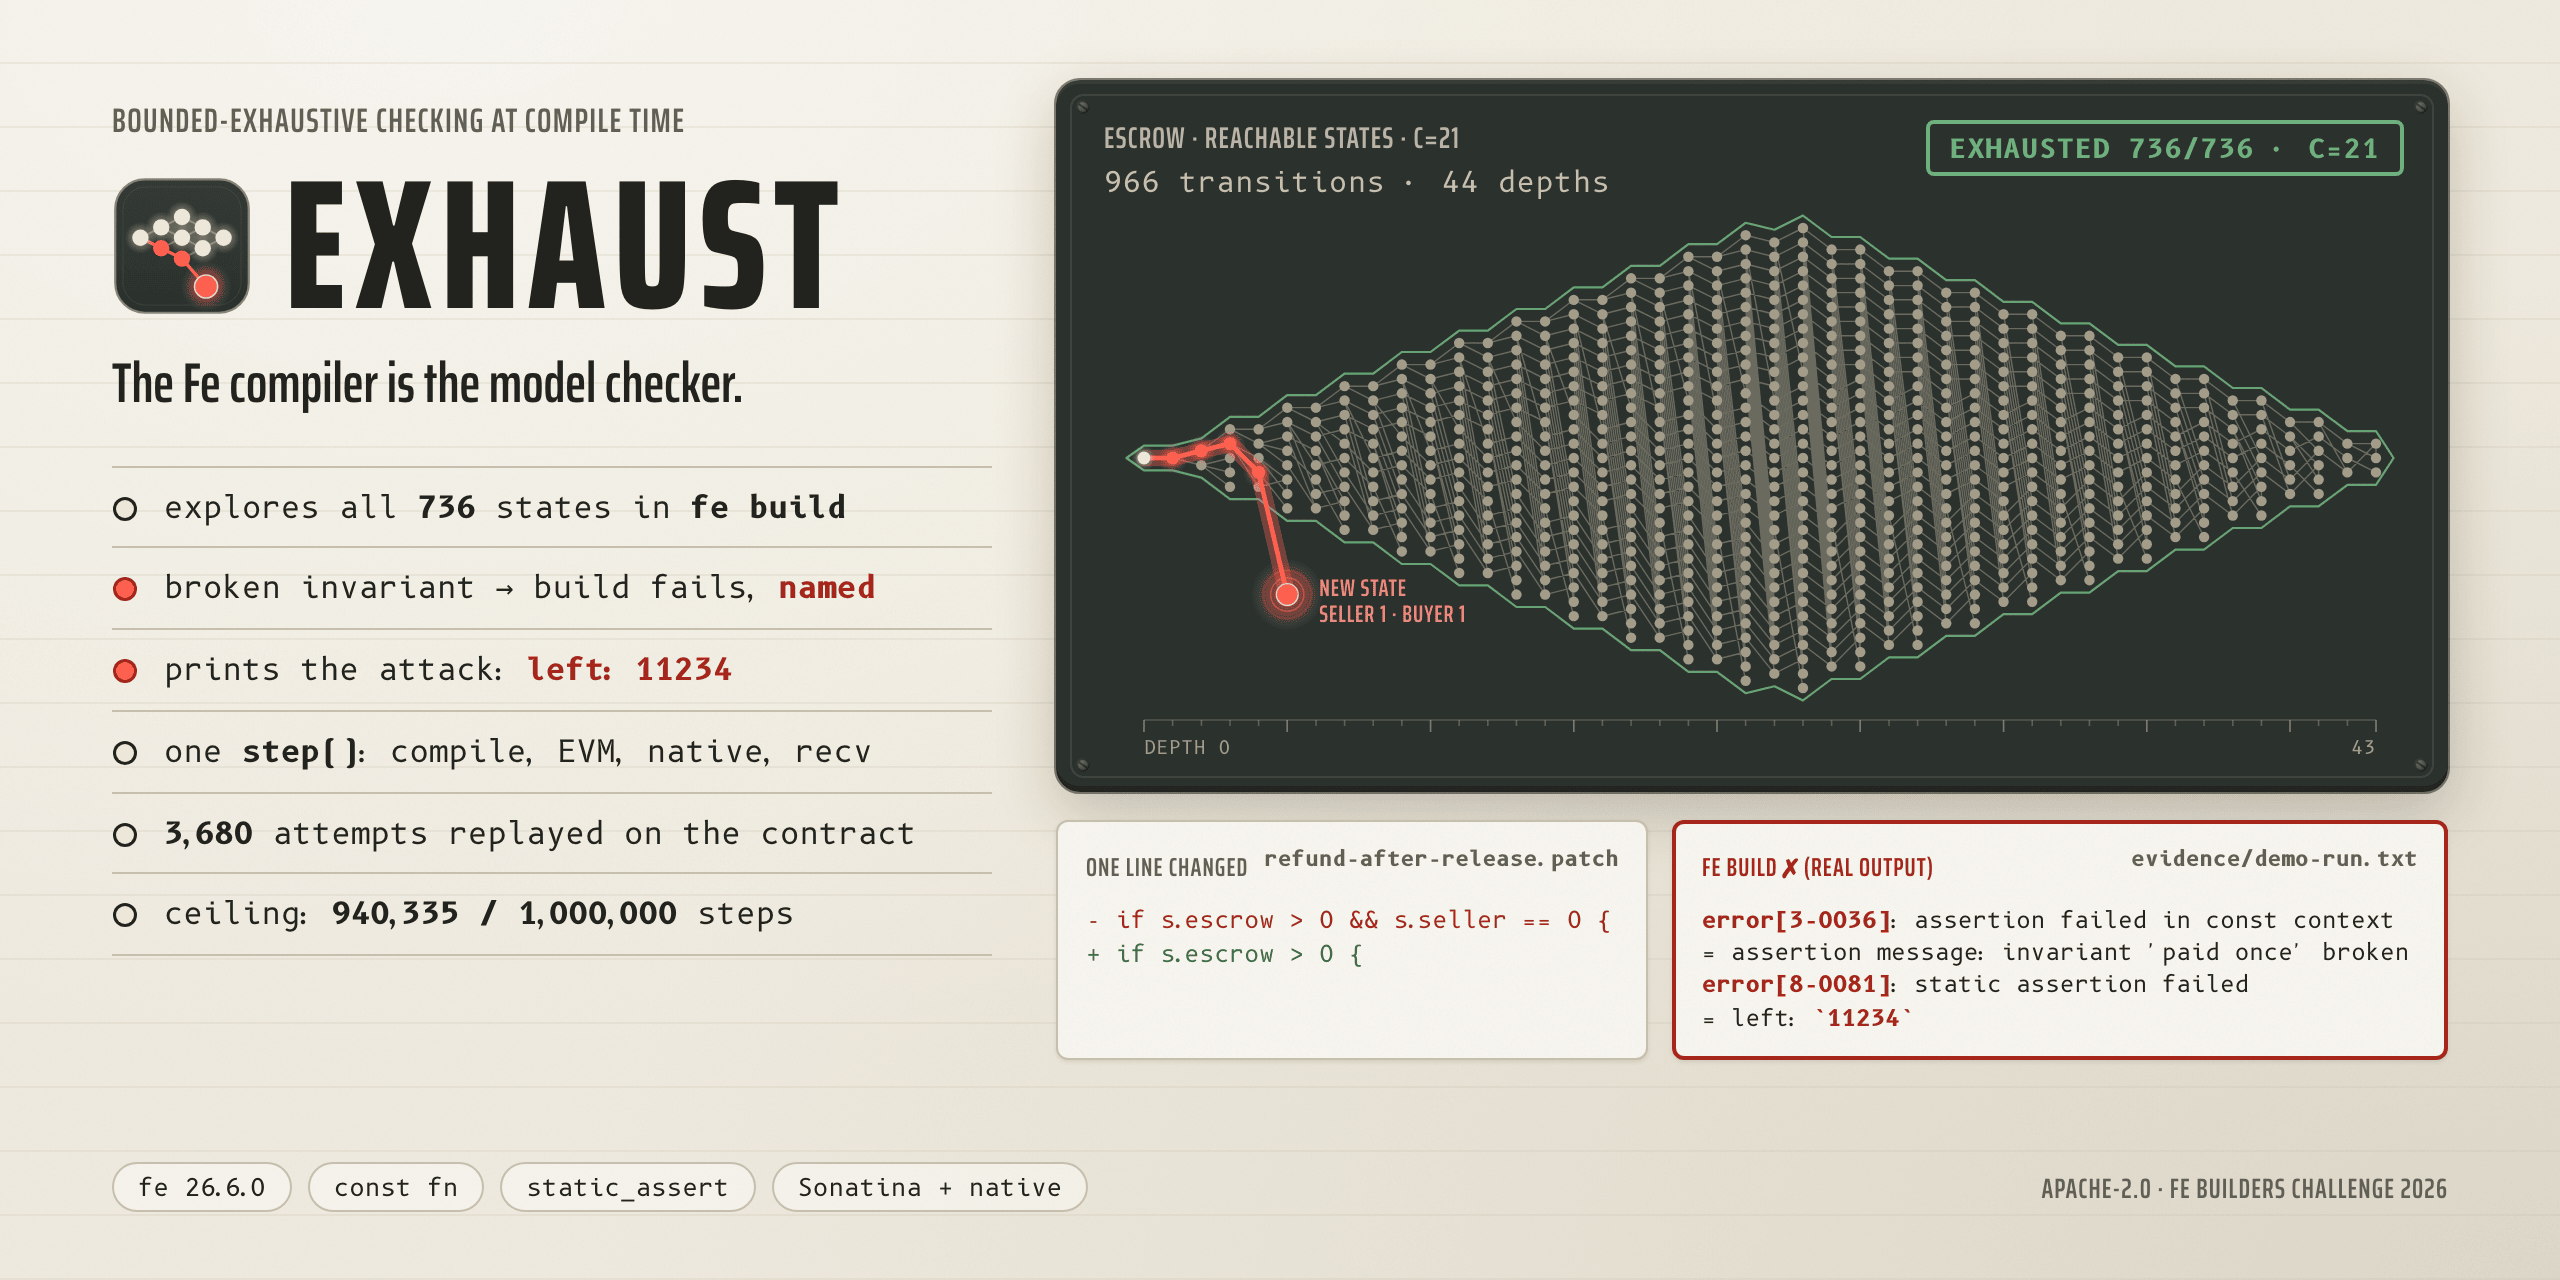 BOUNDED-EXHAUSTIVE CHECKING AT COMPILE TIME
EXHAUST
The Fe compiler is the model checker.
explores all 736 states in fe build
broken invariant → build fails, named
prints the attack: left: 11234
one step(): compile, EVM, native, recv
3,680 attempts replayed on the contract
ceiling: 940,335 / 1,000,000 steps
ESCROW · REACHABLE STATES · C=21
966 transitions · 44 depths
EXHAUSTED 736/736 · C=21
NEW STATE
SELLER 1 · BUYER 1
DEPTH 0
43
ONE LINE CHANGED refund-after-release.patch
- if s.escrow > 0 && s.seller == 0 {
+ if s.escrow > 0 {
FE BUILD ✗ (REAL OUTPUT) evidence/demo-run.txt
error[3-0036]: assertion failed in const context
= assertion message: invariant 'paid once' broken
error[8-0081]: static assertion failed
= left: `11234`
fe 26.6.0
const fn
static_assert
Sonatina + native
APACHE-2.0 · FE BUILDERS CHALLENGE 2026